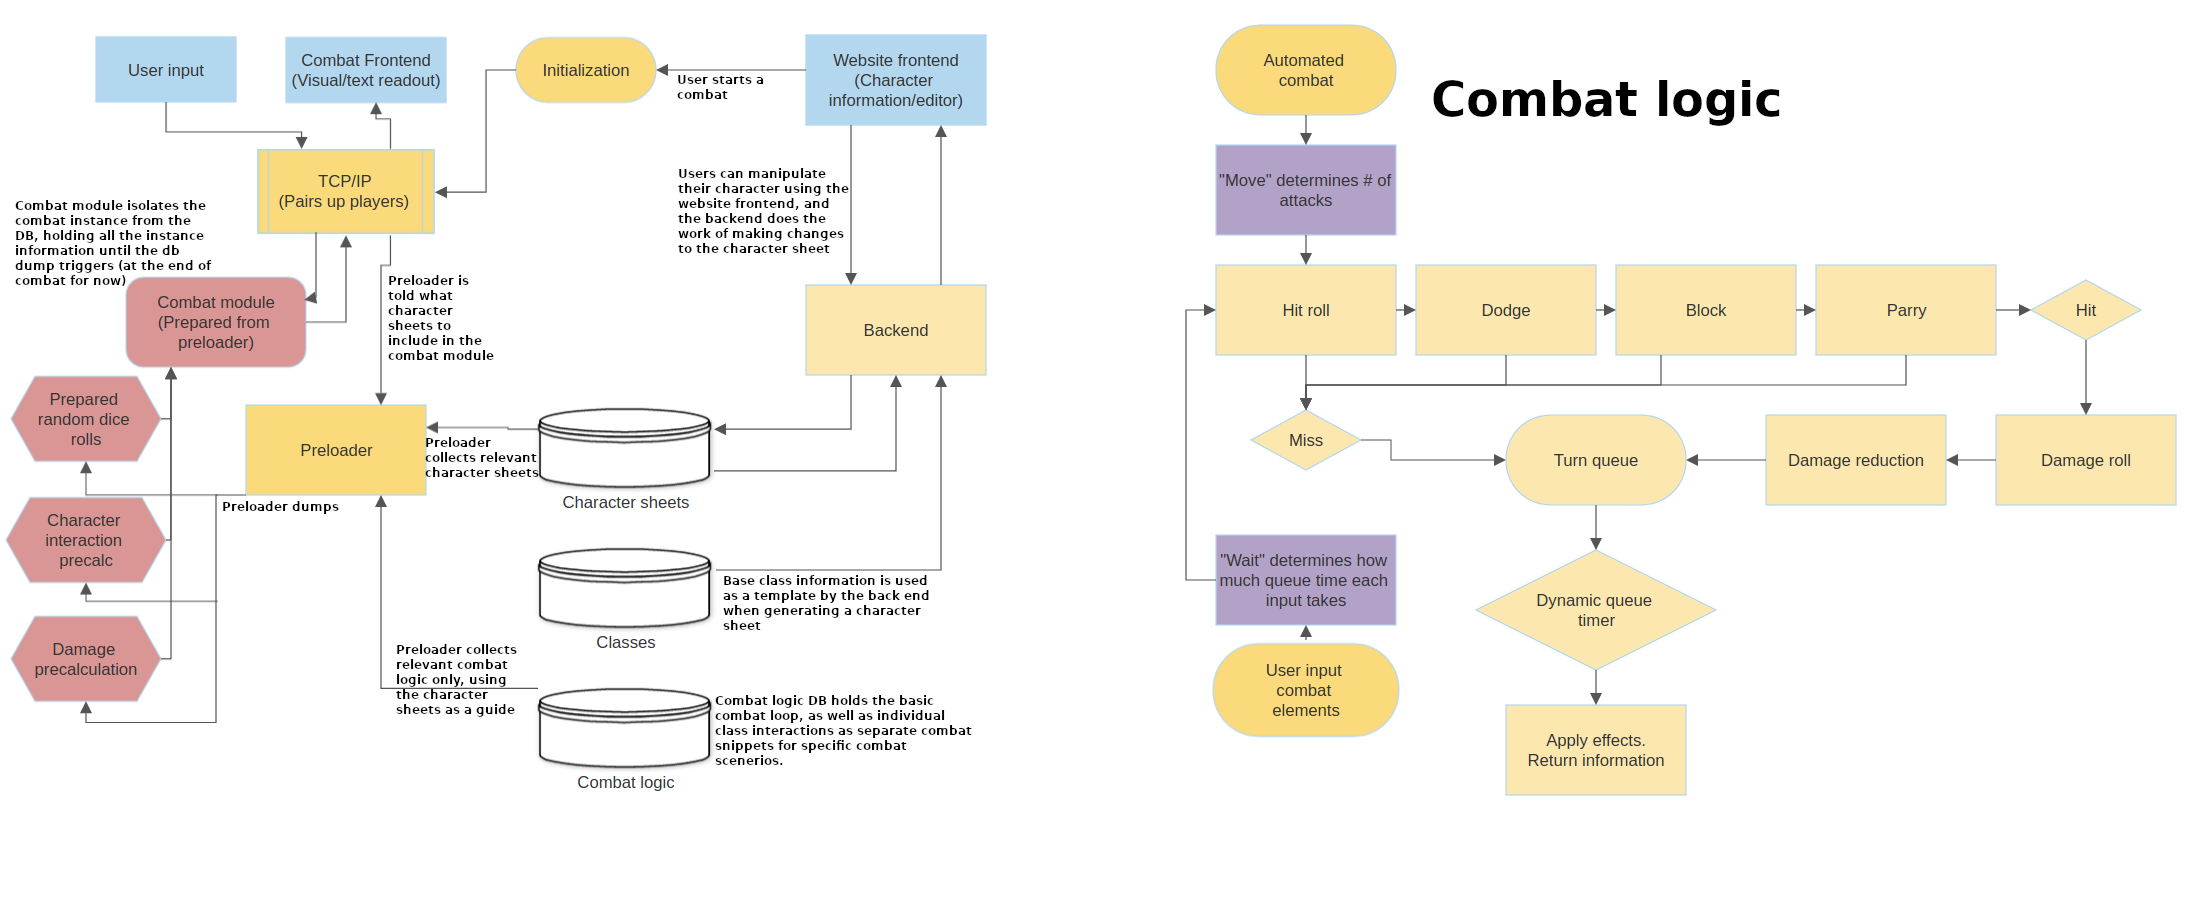 User input
Combat Frontend
(Visual/text readout)
Initialization
User starts a
combat
Website frontend
(Character
information/editor)
TCP/IP
(Pairs up players)
Users can manipulate
their character using the
website frontend, and
the backend does the
work of making changes
to the character sheet
Combat module isolates the
combat instance from the
DB, holding all the instance
information until the db
dump triggers (at the end of
combat for now)
Combat module
(Prepared from
preloader)
Preloader is
told what
character
sheets to
include in the
combat module
Backend
Prepared
random dice
rolls
Preloader
Preloader
collects relevant
character sheets
Character sheets
Preloader dumps
Character
interaction
precalc
Classes
Base class information is used
as a template by the back end
when generating a character
sheet
Damage
precalculation
Preloader collects
relevant combat
logic only, using
the character
sheets as a guide
Combat logic DB holds the basic
combat loop, as well as individual
class interactions as separate combat
snippets for specific combat
scenerios.
Combat logic
Combat logic
Automated
combat
"Move" determines # of
attacks
Hit roll
Dodge
Block
Parry
Hit
Miss
Turn queue
Damage reduction
Damage roll
"Wait" determines how
much queue time each
input takes
Dynamic queue
timer
User input
combat
elements
Apply effects.
Return information